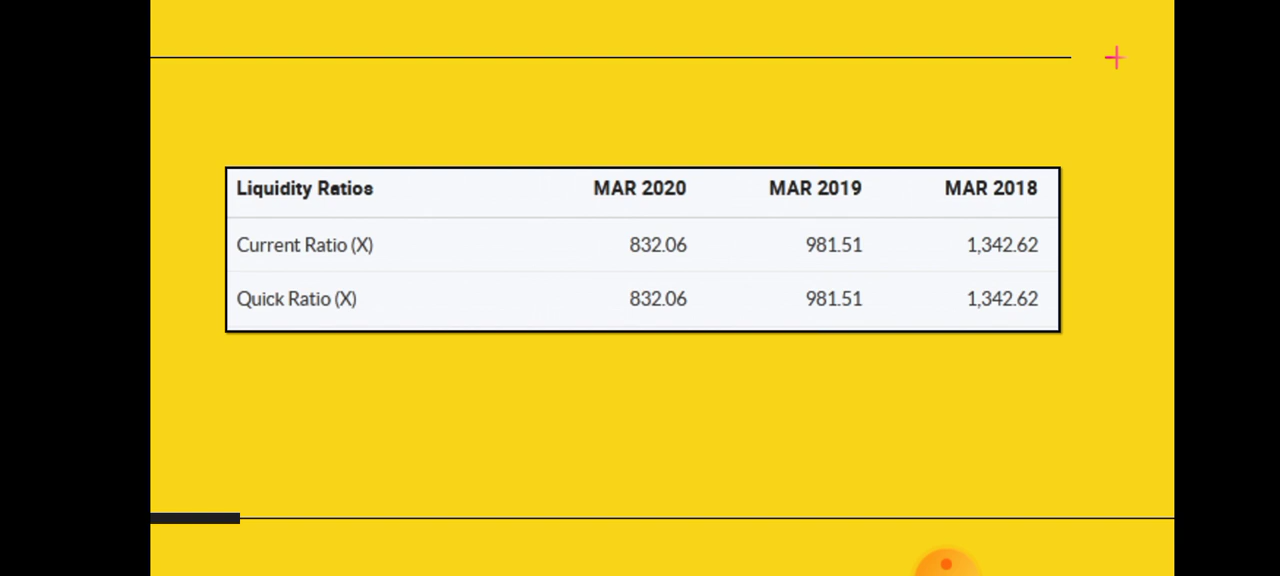 Liquidity Ratios MAR 2020 MAR 2019 MAR 2018
Current Ratio (X) 832.06 981.51 1,342.62
Quick Ratio (X) 832.06 981.51 1,342.62